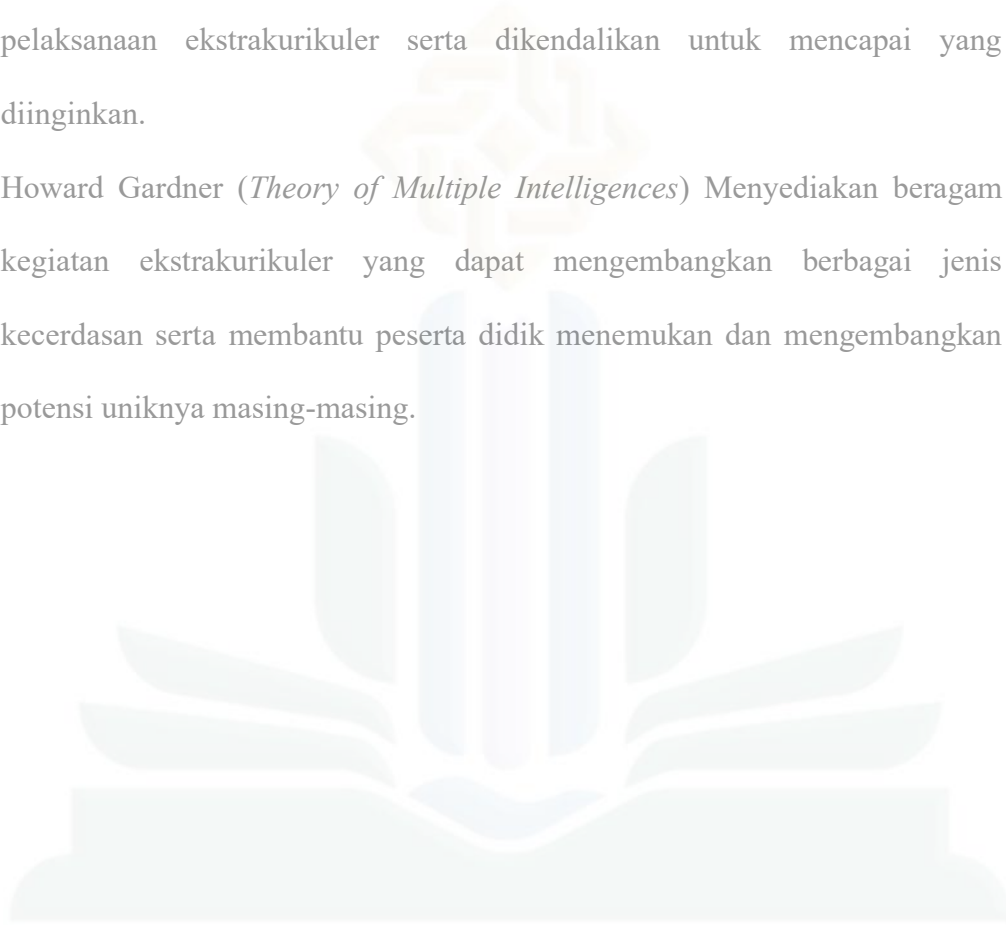 pelaksanaan ekstrakurikuler serta dikendalikan untuk mencapai yang
diinginkan.
Howard Gardner (Theory of Multiple Intelligences) Menyediakan beragam
kegiatan ekstrakurikuler yang dapat mengembangkan berbagai jenis
kecerdasan serta membantu peserta didik menemukan dan mengembangkan
potensi uniknya masing-masing.